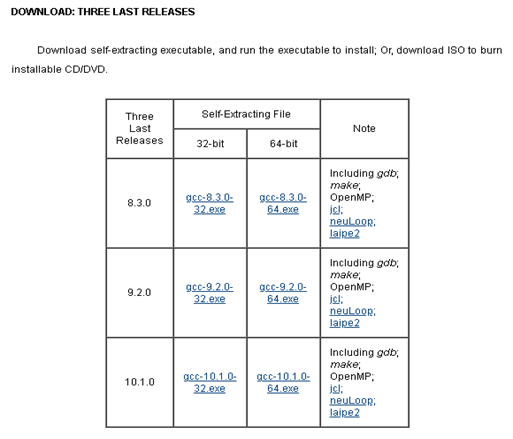 DOWNLOAD: THREE LAST RELEASES
Download self-extracting executable, and run the executable to install; Or, download ISO to burn
installable CD/DVD.
Three
Last
Releases
Self-Extracting File
Note
32-bit
64-bit
8.3.0
gcc-8.3.0-
32.exe
gcc-8.3.0-
64.exe
Including gdb;
make;
OpenMP;
jcl;
neuLoop;
laipe2
9.2.0
gcc-9.2.0-
32.exe
gcc-9.2.0-
64.exe
Including gdb;
make;
OpenMP;
jcl;
neuLoop;
laipe2
10.1.0
gcc-10.1.0-
32.exe
gcc-10.1.0-
64.exe
Including gdb;
make;
OpenMP;
jcl;
neuLoop;
laipe2